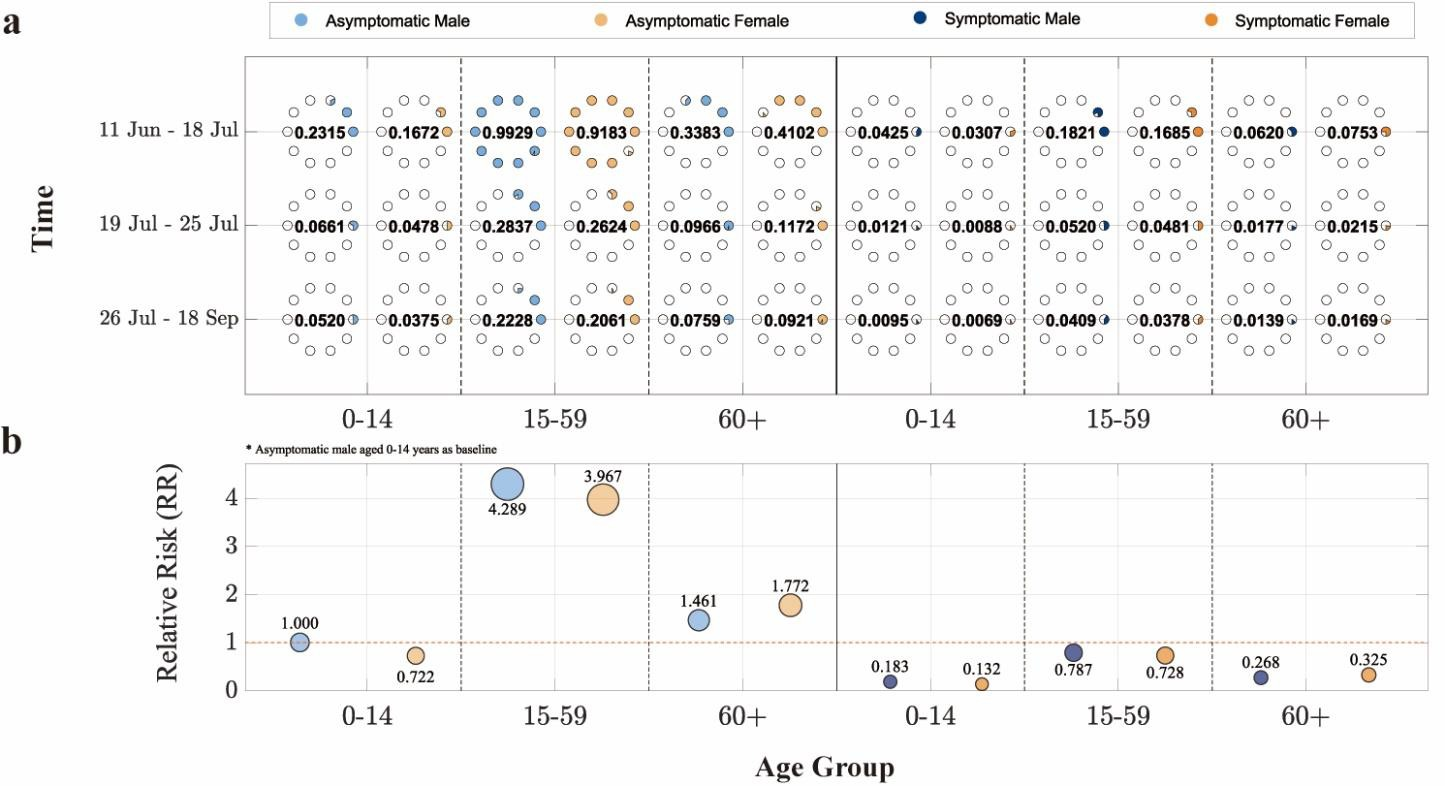 a
Asymptomatic Male Asymptomatic Female Symptomatic Male Symptomatic Female
Time
11 Jun - 18 Jul 0.2315 0.1672 0.9929 0.9183 0.3383 0.4102 0.0425 0.0307 0.1821 0.1685 0.0620 0.0753
19 Jul - 25 Jul 0.0661 0.0478 0.2837 0.2624 0.0966 0.1172 0.0121 0.0088 0.0520 0.0481 0.0177 0.0215
26 Jul - 18 Sep 0.0520 0.0375 0.2228 0.2061 0.0759 0.0921 0.0095 0.0069 0.0409 0.0378 0.0139 0.0169
0-14 15-59 60+ 0-14 15-59 60+
b
* Asymptomatic male aged 0-14 years as baseline
Relative Risk (RR)
4
3
2
1
0
1.000
0.722
4.289
3.967
1.461
1.772
0.183
0.132
0.787
0.728
0.268
0.325
0-14 15-59 60+ 0-14 15-59 60+
Age Group